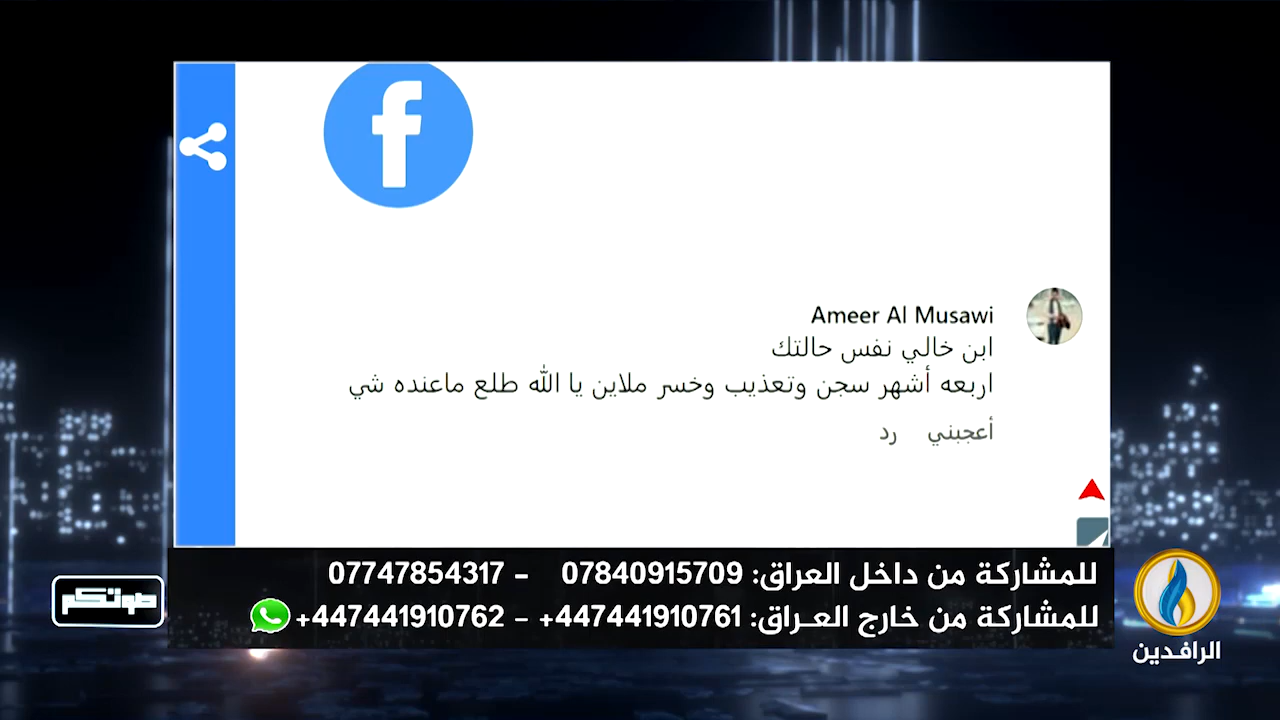 f
Ameer Al Musawi
ابن خالي نفس حالتك
اربعه أشهر سجن وتعذيب وخسر ملاين يا الله طلع ماعنده شي
أعجبني رد
للمشاركة من داخل العراق: 07840915709 - 07747854317
للمشاركة من خارج العـراق: 447441910761+ - 447441910762+
صوتكم
الرافدين